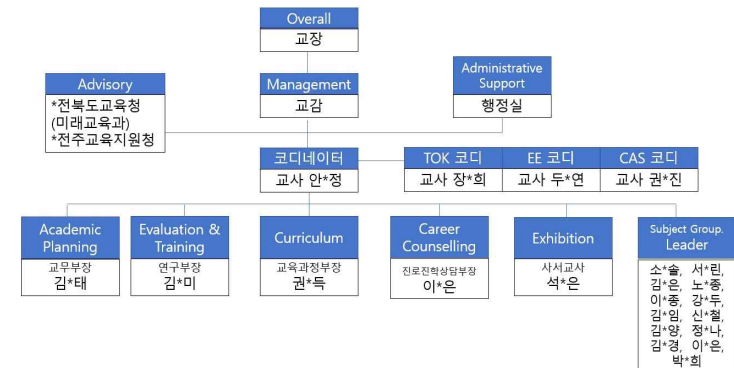 Overall
교장
Advisory
*전북도교육청
(미래교육과)
*전주교육지원청
Management
교감
Administrative
Support
행정실
코디네이터
교사 안*정
TOK 코디
교사 장*희
EE 코디
교사 두*연
CAS 코디
교사 권*진
Academic
Planning
교무부장
김*태
Evaluation &
Training
연구부장
김*미
Curriculum
교육과정부장
권*득
Career
Counselling
진로진학상담부장
이*은
Exhibition
사서교사
석*은
Subject Group.
Leader
소*솔, 서*린,
김*은, 노*종,
이*종, 강*두,
김*임, 신*철,
김*양, 정*나,
김*경, 이*은,
박*희